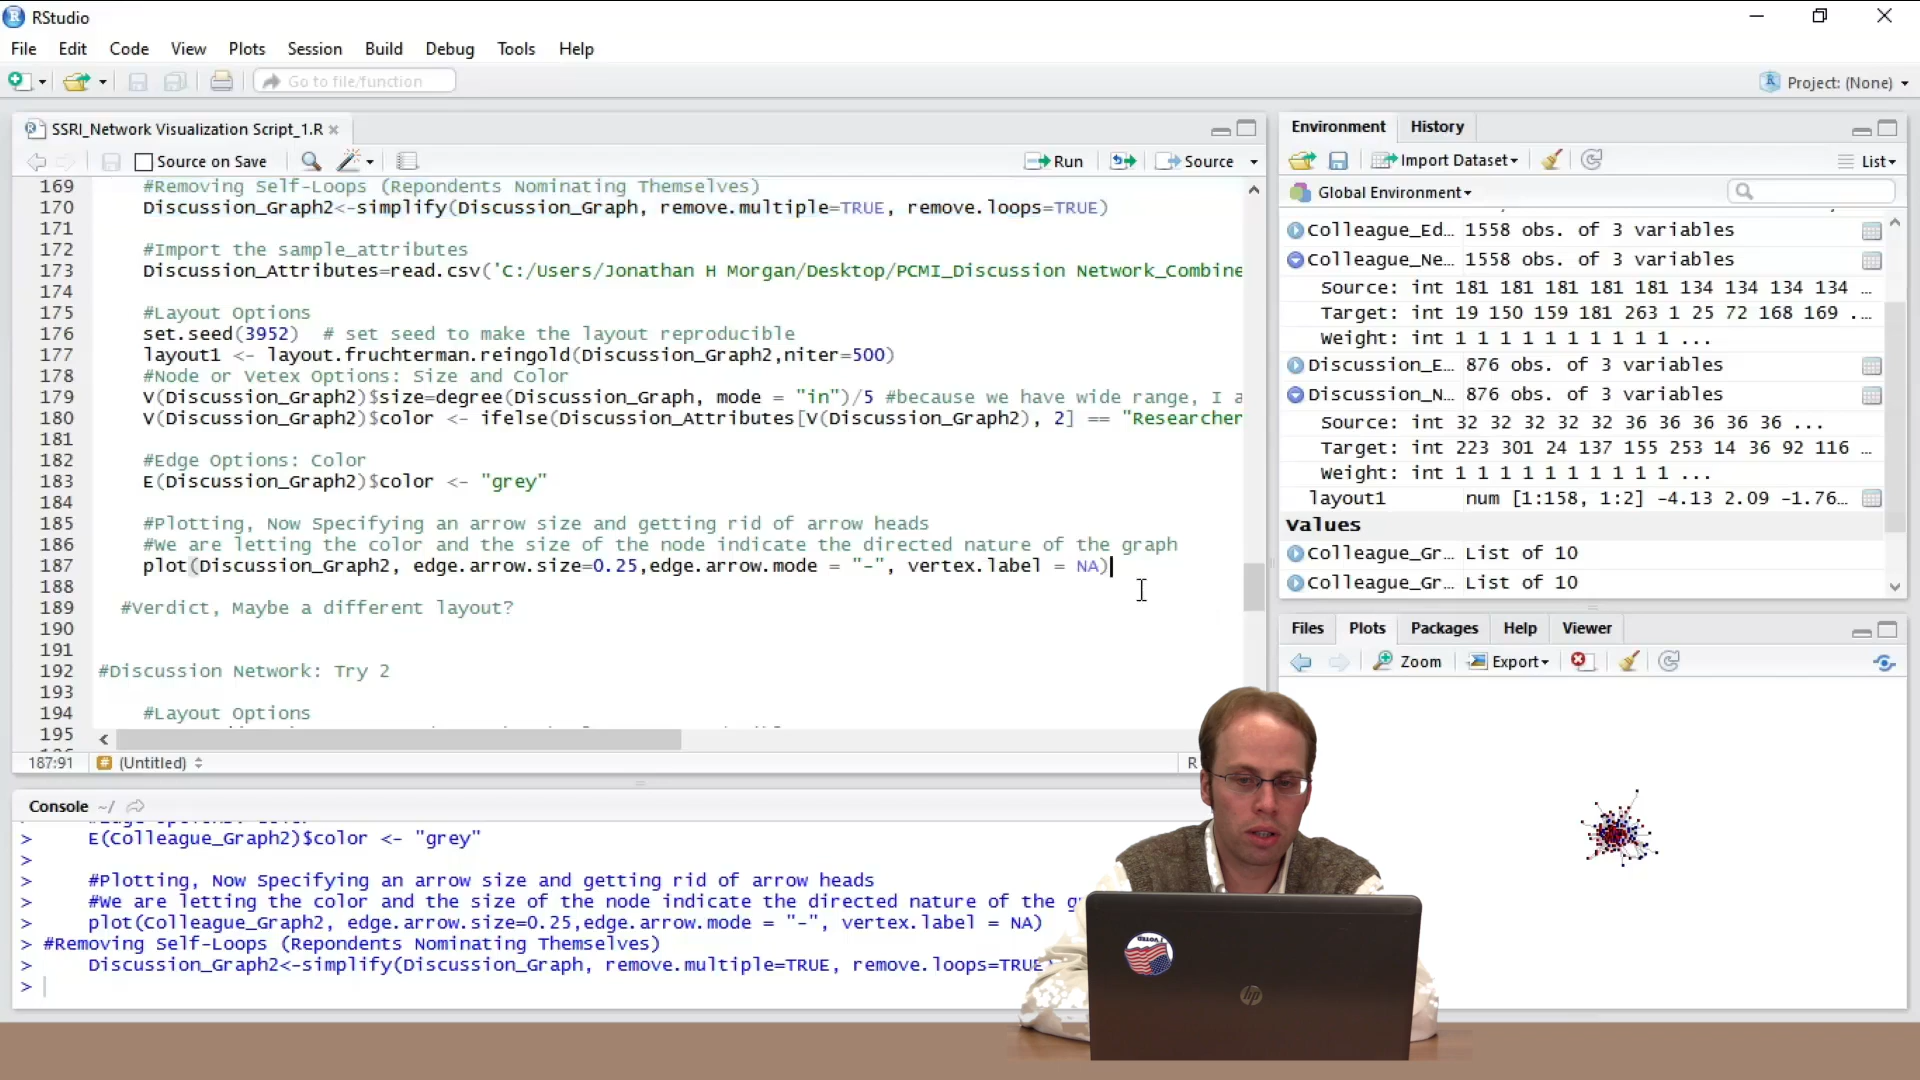 RStudio
File Edit Code View Plots Session Build Debug Tools Help
Go to file/function
Project: (None)
SSRI_Network Visualization Script_1.R
Source on Save
Run
Source
169 #Removing Self-Loops (Repondents Nominating Themselves)
170 Discussion_Graph2<-simplify(Discussion_Graph, remove.multiple=TRUE, remove.loops=TRUE)
171
172 #Import the sample_attributes
173 Discussion_Attributes=read.csv('C:/Users/Jonathan H Morgan/Desktop/PCMI_Discussion Network_Combine
174
175 #Layout Options
176 set.seed(3952) # set seed to make the layout reproducible
177 layout1 <- layout.fruchterman.reingold(Discussion_Graph2,niter=500)
178 #Node or Vetex Options: Size and Color
179 V(Discussion_Graph2)$size=degree(Discussion_Graph, mode = "in")/5 #because we have wide range, I a
180 V(Discussion_Graph2)$color <- ifelse(Discussion_Attributes[V(Discussion_Graph2), 2] == "Researcher
181
182 #Edge Options: Color
183 E(Discussion_Graph2)$color <- "grey"
184
185 #Plotting, Now Specifying an arrow size and getting rid of arrow heads
186 #We are letting the color and the size of the node indicate the directed nature of the graph
187 plot(Discussion_Graph2, edge.arrow.size=0.25,edge.arrow.mode = "-", vertex.label = NA)
188
189 #Verdict, Maybe a different layout?
190
191
192 #Discussion Network: Try 2
193
194 #Layout Options
195
187:91 (Untitled) R
Console ~/
> E(Colleague_Graph2)$color <- "grey"
>
> #Plotting, Now Specifying an arrow size and getting rid of arrow heads
> #We are letting the color and the size of the node indicate the directed nature of the g
> plot(Colleague_Graph2, edge.arrow.size=0.25,edge.arrow.mode = "-", vertex.label = NA)
> #Removing Self-Loops (Repondents Nominating Themselves)
> Discussion_Graph2<-simplify(Discussion_Graph, remove.multiple=TRUE, remove.loops=TRUE
>
Environment History
Import Dataset List
Global Environment
Colleague_Ed… 1558 obs. of 3 variables
Colleague_Ne… 1558 obs. of 3 variables
Source: int 181 181 181 181 181 134 134 134 134 …
Target: int 19 150 159 181 263 1 25 72 168 169 ...
Weight: int 1 1 1 1 1 1 1 1 1 1 ...
Discussion_E… 876 obs. of 3 variables
Discussion_N… 876 obs. of 3 variables
Source: int 32 32 32 32 32 36 36 36 36 36 ...
Target: int 223 301 24 137 155 253 14 36 92 116 …
Weight: int 1 1 1 1 1 1 1 1 1 1 ...
layout1 num [1:158, 1:2] -4.13 2.09 -1.76…
Values
Colleague_Gr… List of 10
Colleague_Gr… List of 10
Files Plots Packages Help Viewer
Zoom Export
I VOTED
hp